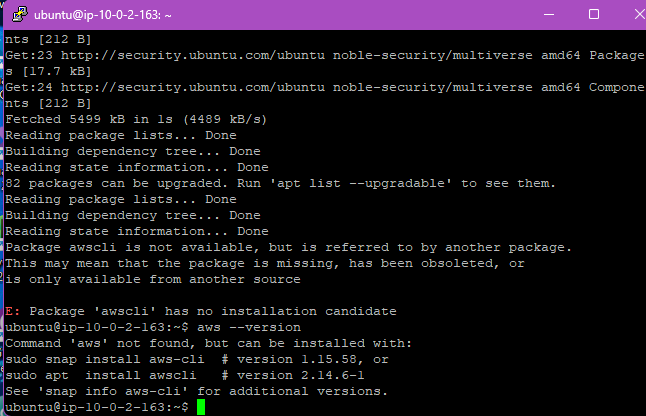 ubuntu@ip-10-0-2-163: ~
nts [212 B]
Get:23 http://security.ubuntu.com/ubuntu noble-security/multiverse amd64 Package
s [17.7 kB]
Get:24 http://security.ubuntu.com/ubuntu noble-security/multiverse amd64 Compone
nts [212 B]
Fetched 5499 kB in 1s (4489 kB/s)
Reading package lists... Done
Building dependency tree... Done
Reading state information... Done
82 packages can be upgraded. Run 'apt list --upgradable' to see them.
Reading package lists... Done
Building dependency tree... Done
Reading state information... Done
Package awscli is not available, but is referred to by another package.
This may mean that the package is missing, has been obsoleted, or
is only available from another source
E: Package 'awscli' has no installation candidate
ubuntu@ip-10-0-2-163:~$ aws --version
Command 'aws' not found, but can be installed with:
sudo snap install aws-cli  # version 1.15.58, or
sudo apt  install awscli   # version 2.14.6-1
See 'snap info aws-cli' for additional versions.
ubuntu@ip-10-0-2-163:~$